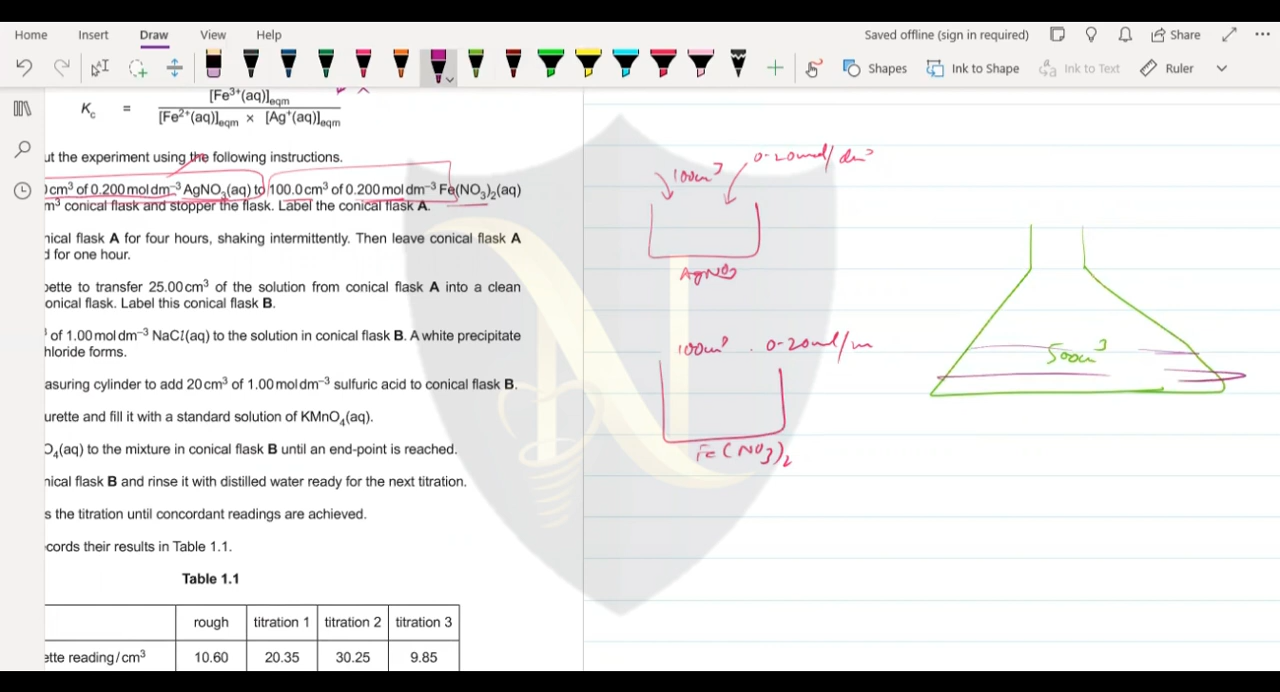 Home Insert Draw View Help Saved offline (sign in required) Share
Shapes Ink to Shape Ink to Text Ruler
Kc = [Fe³⁺(aq)]eqm
[Fe²⁺(aq)]eqm × [Ag⁺(aq)]eqm
ut the experiment using the following instructions.
cm³ of 0.200 mol dm⁻³ AgNO₃(aq) to 100.0 cm³ of 0.200 mol dm⁻³ Fe(NO₃)₂(aq)
m³ conical flask and stopper the flask. Label the conical flask A.
nical flask A for four hours, shaking intermittently. Then leave conical flask A
d for one hour.
ette to transfer 25.00 cm³ of the solution from conical flask A into a clean
onical flask. Label this conical flask B.
of 1.00 mol dm⁻³ NaCl(aq) to the solution in conical flask B. A white precipitate
hloride forms.
asuring cylinder to add 20 cm³ of 1.00 mol dm⁻³ sulfuric acid to conical flask B.
urette and fill it with a standard solution of KMnO₄(aq).
O₄(aq) to the mixture in conical flask B until an end-point is reached.
nical flask B and rinse it with distilled water ready for the next titration.
s the titration until concordant readings are achieved.
cords their results in Table 1.1.
Table 1.1
rough titration 1 titration 2 titration 3
ette reading / cm³ 10.60 20.35 30.25 9.85
100cm³ 0.20mol/dm³
AgNO₃
100cm³ . 0.20mol/m
Fe(NO₃)₂
500cm³